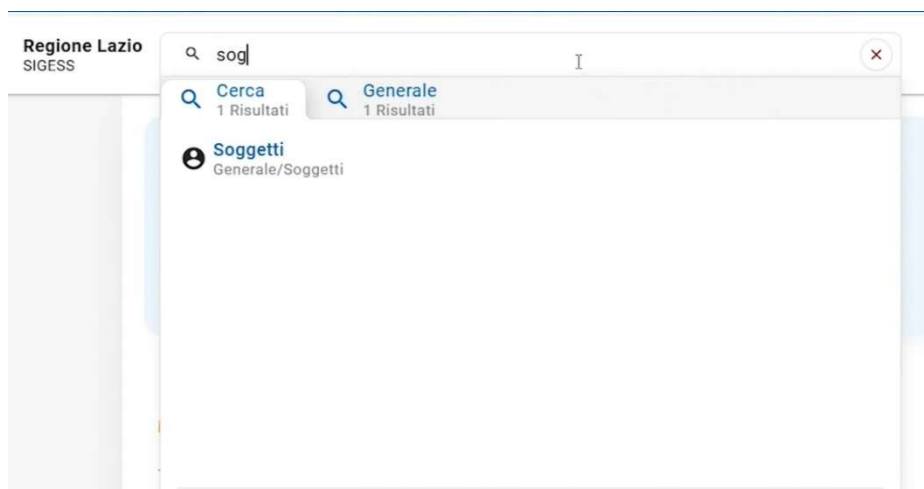 Regione Lazio
SIGESS
sog
Cerca
1 Risultati
Generale
1 Risultati
Soggetti
Generale/Soggetti